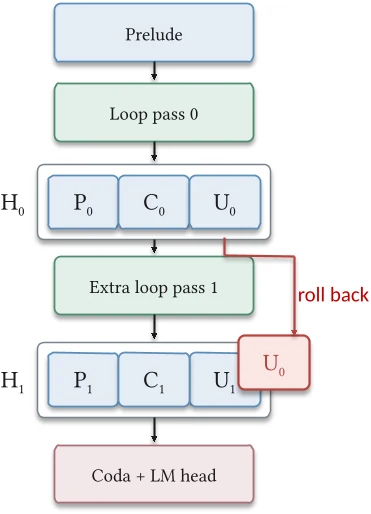 Prelude
Loop pass 0
H₀ P₀ C₀ U₀
Extra loop pass 1
roll back
U₀
H₁ P₁ C₁ U₁
Coda + LM head